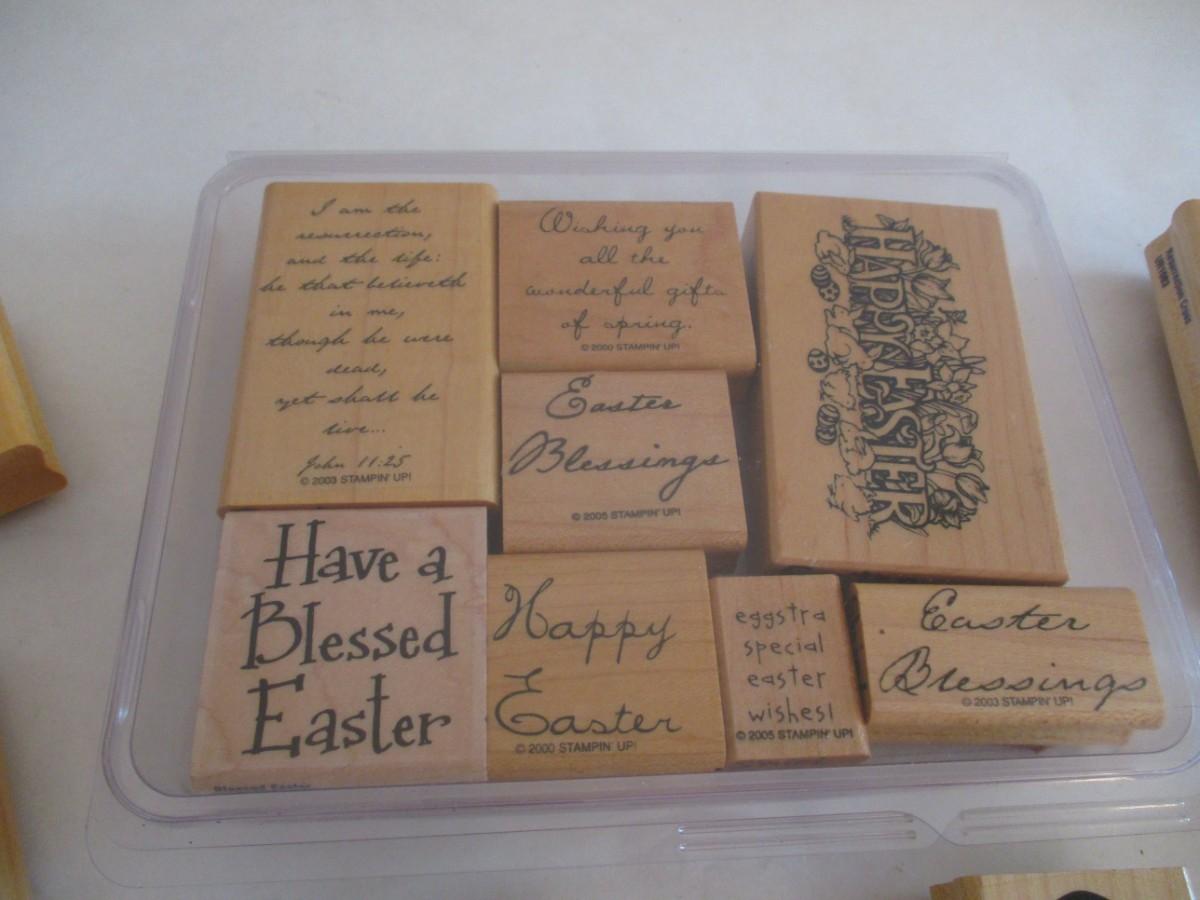 I am the
resurrection,
and the life:
he that believeth
in me,
though he were
dead,
yet shall he
live...
John 11:25
© 2003 STAMPIN' UP!
Wishing you
all the
wonderful gifts
of spring.
© 2000 STAMPIN' UP!
Easter
Blessings
© 2005 STAMPIN' UP!
HAPPY EASTER
Have a
Blessed
Easter
Blessed Easter
Happy
Easter
© 2000 STAMPIN' UP!
eggstra
special
easter
wishes!
© 2005 STAMPIN' UP!
Easter
Blessings
© 2003 STAMPIN' UP!